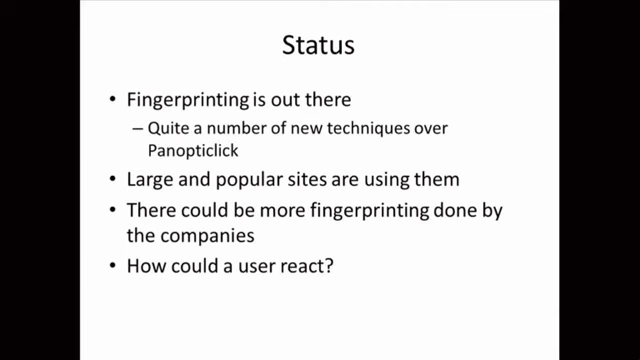 Status
• Fingerprinting is out there
– Quite a number of new techniques over
Panopticlick
• Large and popular sites are using them
• There could be more fingerprinting done by
the companies
• How could a user react?